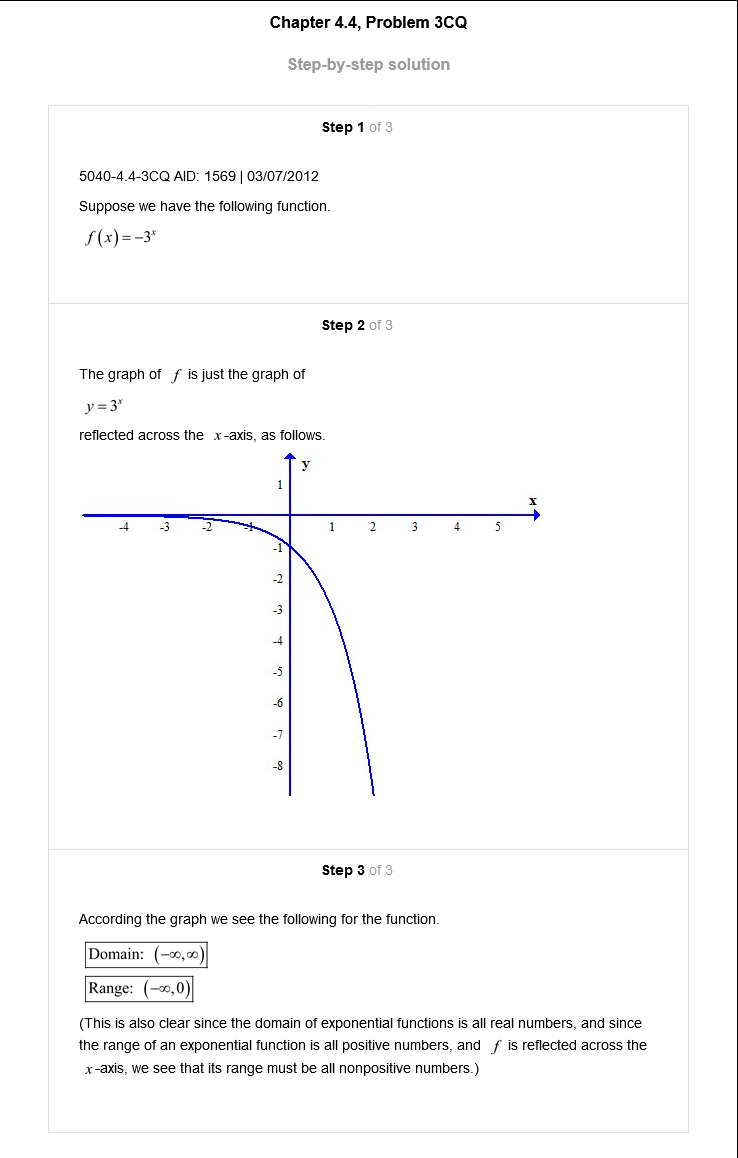 Chapter 4.4, Problem 3CQ
Step-by-step solution
Step 1 of 3
5040-4.4-3CQ AID: 1569 | 03/07/2012
Suppose we have the following function.
f(x)=−3ˣ
Step 2 of 3
The graph of f is just the graph of
y=3ˣ
reflected across the x-axis, as follows.
y
1
x
-4 -3 -2 -1 1 2 3 4 5
-1
-2
-3
-4
-5
-6
-7
-8
Step 3 of 3
According the graph we see the following for the function.
Domain: (−∞,∞)
Range: (−∞,0)
(This is also clear since the domain of exponential functions is all real numbers, and since
the range of an exponential function is all positive numbers, and f is reflected across the
x-axis, we see that its range must be all nonpositive numbers.)